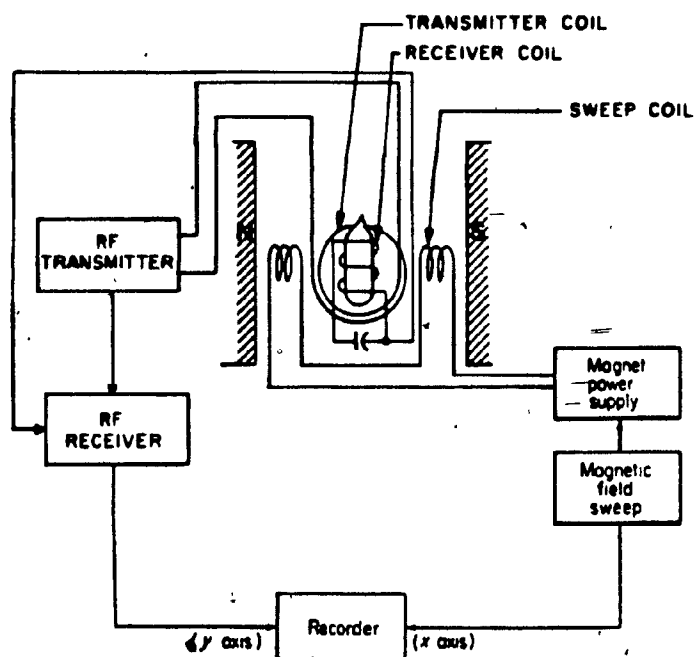 TRANSMITTER COIL
RECEIVER COIL
SWEEP COIL
RF
TRANSMITTER
Magnet
power
supply
RF
RECEIVER
Magnetic
field
sweep
Recorder
(y axis)
(x axis)